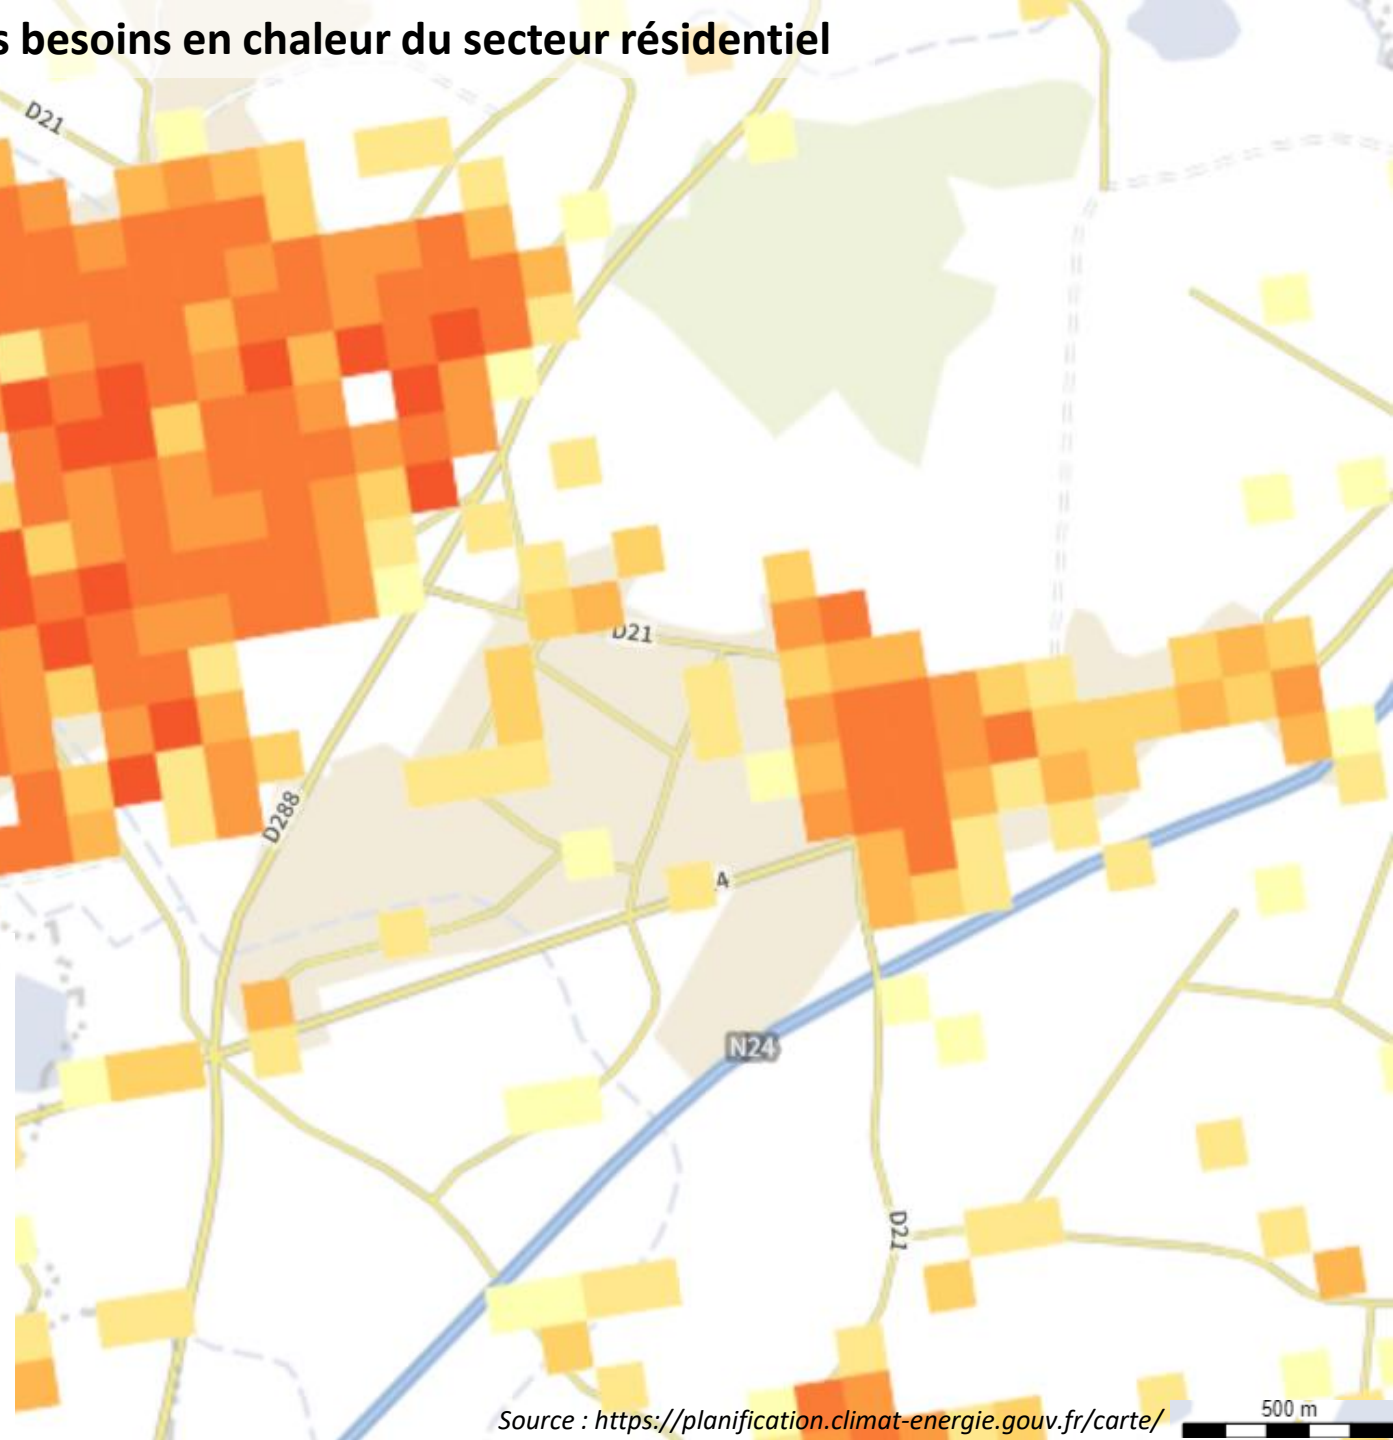 s besoins en chaleur du secteur résidentiel
D21
D21
D288
4
N24
D21
500 m
Source : https://planification.climat-energie.gouv.fr/carte/